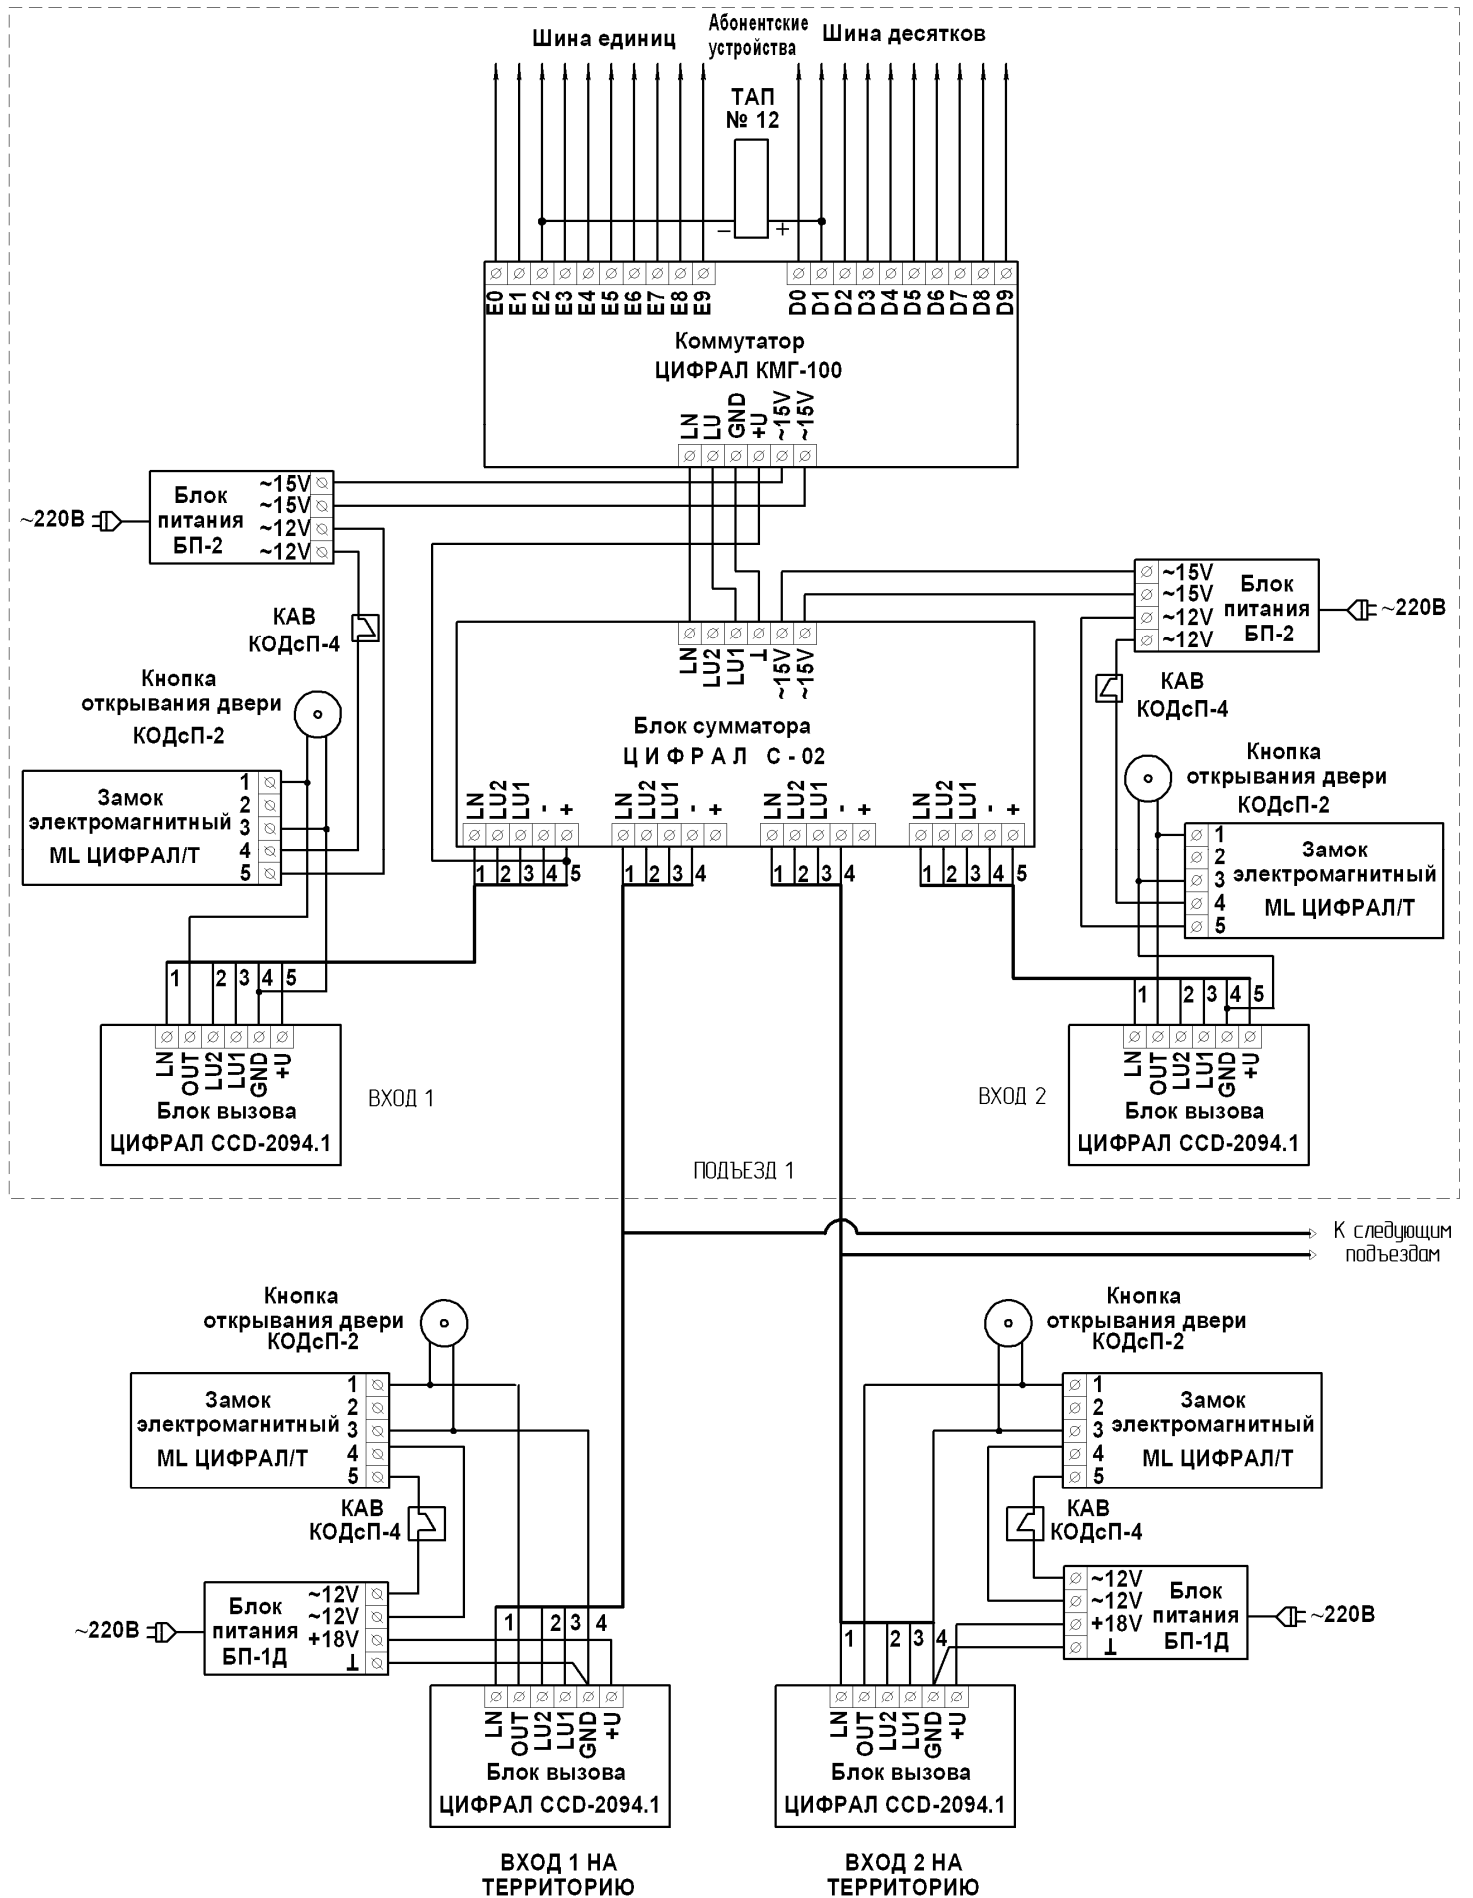 Шина единиц
Абонентские
устройства
Шина десятков
ТАП
№ 12
– +
E0 E1 E2 E3 E4 E5 E6 E7 E8 E9
D0 D1 D2 D3 D4 D5 D6 D7 D8 D9
Коммутатор
ЦИФРАЛ КМГ-100
LN LU GND +U ~15V ~15V
~220В
Блок
питания
БП-2
~15V
~15V
~12V
~12V
КАВ
КОДсП-4
Кнопка
открывания двери
КОДсП-2
Замок
электромагнитный
ML ЦИФРАЛ/Т
1
2
3
4
5
~15V
~15V
~12V
~12V
Блок
питания
БП-2
~220В
КАВ
КОДсП-4
Кнопка
открывания двери
КОДсП-2
1
2
3
4
5
Замок
электромагнитный
ML ЦИФРАЛ/Т
LN LU2 LU1 ⊥ ~15V ~15V
Блок сумматора
ЦИФРАЛ С-02
LN LU2 LU1 - +
LN LU2 LU1 - +
LN LU2 LU1 - +
LN LU2 LU1 - +
1 2 3 4 5
1 2 3 4
1 2 3 4
1 2 3 4 5
1 2 3 4 5
LN OUT LU2 LU1 GND +U
Блок вызова
ЦИФРАЛ CCD-2094.1
ВХОД 1
ВХОД 2
1 2 3 4 5
LN OUT LU2 LU1 GND +U
Блок вызова
ЦИФРАЛ CCD-2094.1
ПОДЪЕЗД 1
К следующим
подъездам
Кнопка
открывания двери
КОДсП-2
Замок
электромагнитный
ML ЦИФРАЛ/Т
1
2
3
4
5
КАВ
КОДсП-4
~220В
Блок
питания
БП-1Д
~12V
~12V
+18V
⊥
1 2 3 4
LN OUT LU2 LU1 GND +U
Блок вызова
ЦИФРАЛ CCD-2094.1
ВХОД 1 НА
ТЕРРИТОРИЮ
Кнопка
открывания двери
КОДсП-2
1
2
3
4
5
Замок
электромагнитный
ML ЦИФРАЛ/Т
КАВ
КОДсП-4
~12V
~12V
+18V
⊥
Блок
питания
БП-1Д
~220В
1 2 3 4
LN OUT LU2 LU1 GND +U
Блок вызова
ЦИФРАЛ CCD-2094.1
ВХОД 2 НА
ТЕРРИТОРИЮ